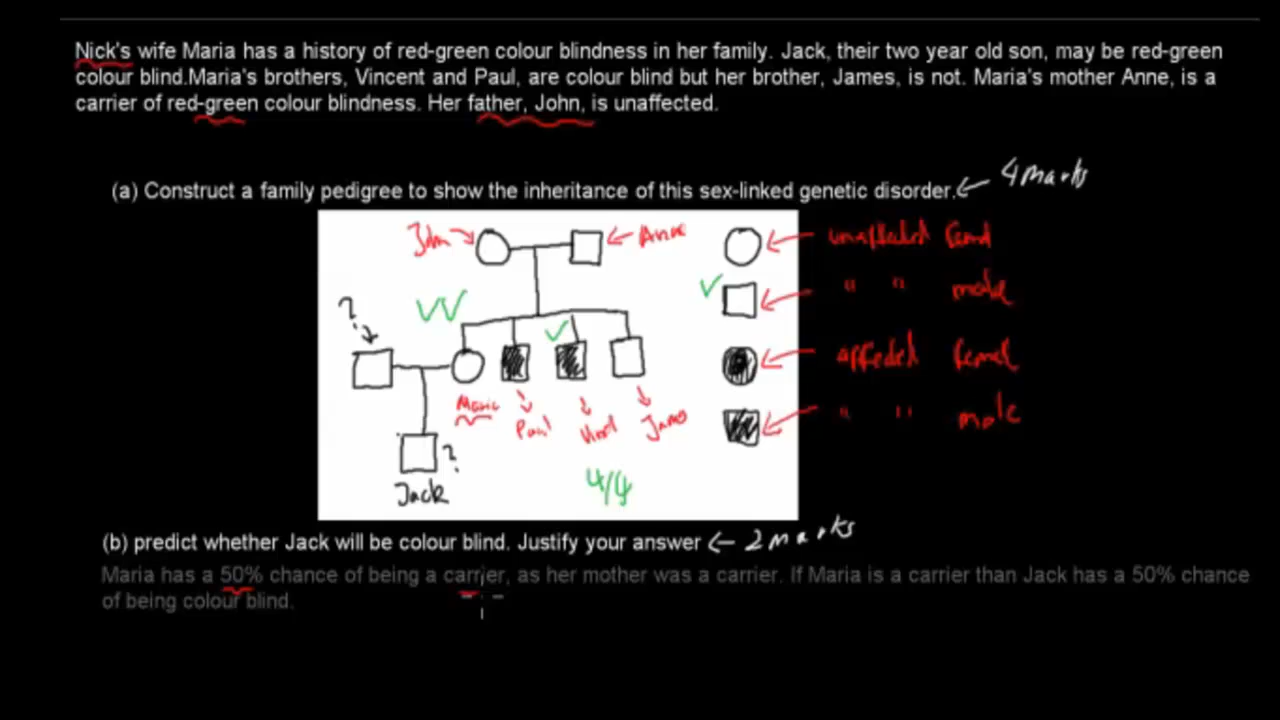 Nick's wife Maria has a history of red-green colour blindness in her family. Jack, their two year old son, may be red-green
colour blind.Maria's brothers, Vincent and Paul, are colour blind but her brother, James, is not. Maria's mother Anne, is a
carrier of red-green colour blindness. Her father, John, is unaffected.
(a) Construct a family pedigree to show the inheritance of this sex-linked genetic disorder. 4 marks
John Anne unaffected femal
" " male
?
affected femal
Maric Paul James
" " male
Jack ?
4/4
(b) predict whether Jack will be colour blind. Justify your answer 2 marks
Maria has a 50% chance of being a carrier, as her mother was a carrier. If Maria is a carrier than Jack has a 50% chance
of being colour blind.